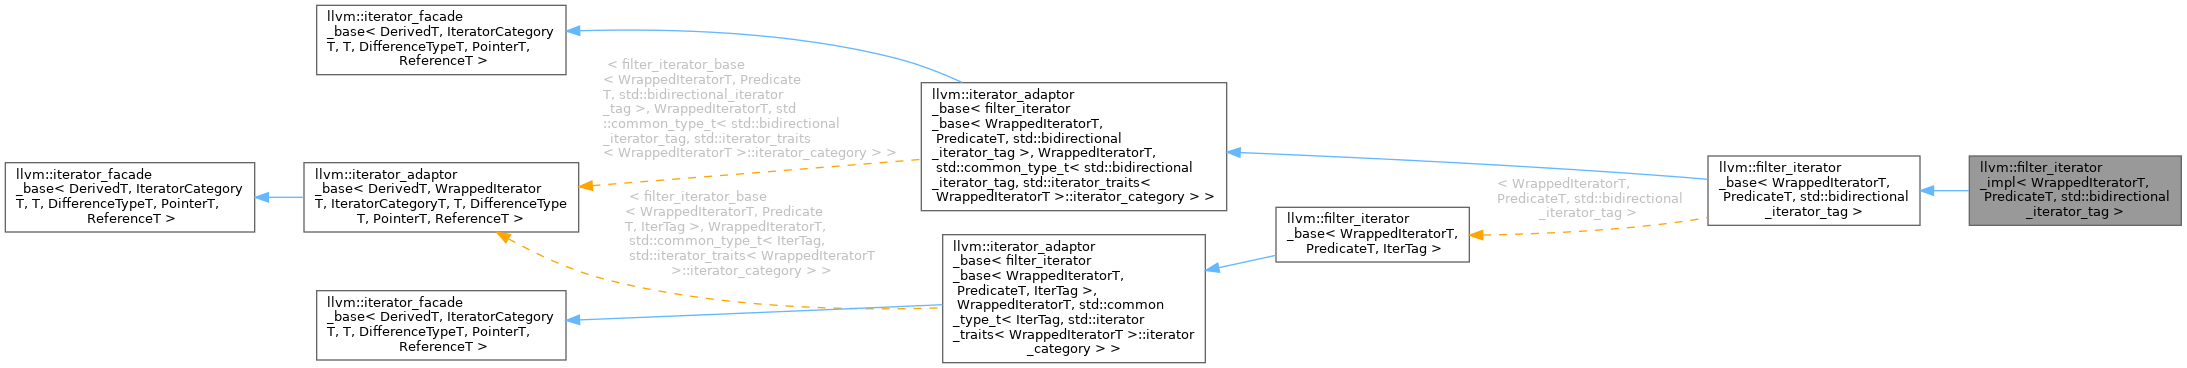 llvm::iterator_facade
_base< DerivedT, IteratorCategory
T, T, DifferenceTypeT, PointerT,
ReferenceT >
llvm::iterator_adaptor
_base< DerivedT, WrappedIterator
T, IteratorCategoryT, T, DifferenceType
T, PointerT, ReferenceT >
llvm::iterator_facade
_base< DerivedT, IteratorCategory
T, T, DifferenceTypeT, PointerT,
ReferenceT >
< filter_iterator_base
< WrappedIteratorT, Predicate
T, std::bidirectional_iterator
_tag >, WrappedIteratorT, std
::common_type_t< std::bidirectional
_iterator_tag, std::iterator_traits
< WrappedIteratorT >::iterator_category > >
< filter_iterator_base
< WrappedIteratorT, Predicate
T, IterTag >, WrappedIteratorT,
std::common_type_t< IterTag,
std::iterator_traits< WrappedIteratorT
>::iterator_category > >
llvm::iterator_facade
_base< DerivedT, IteratorCategory
T, T, DifferenceTypeT, PointerT,
ReferenceT >
llvm::iterator_adaptor
_base< filter_iterator
_base< WrappedIteratorT,
PredicateT, std::bidirectional
_iterator_tag >, WrappedIteratorT,
std::common_type_t< std::bidirectional
_iterator_tag, std::iterator_traits<
WrappedIteratorT >::iterator_category > >
llvm::iterator_adaptor
_base< filter_iterator
_base< WrappedIteratorT,
PredicateT, IterTag >,
WrappedIteratorT, std::common
_type_t< IterTag, std::iterator
_traits< WrappedIteratorT >::iterator
_category > >
llvm::filter_iterator
_base< WrappedIteratorT,
PredicateT, IterTag >
< WrappedIteratorT,
PredicateT, std::bidirectional
_iterator_tag >
llvm::filter_iterator
_base< WrappedIteratorT,
PredicateT, std::bidirectional
_iterator_tag >
llvm::filter_iterator
_impl< WrappedIteratorT,
PredicateT, std::bidirectional
_iterator_tag >